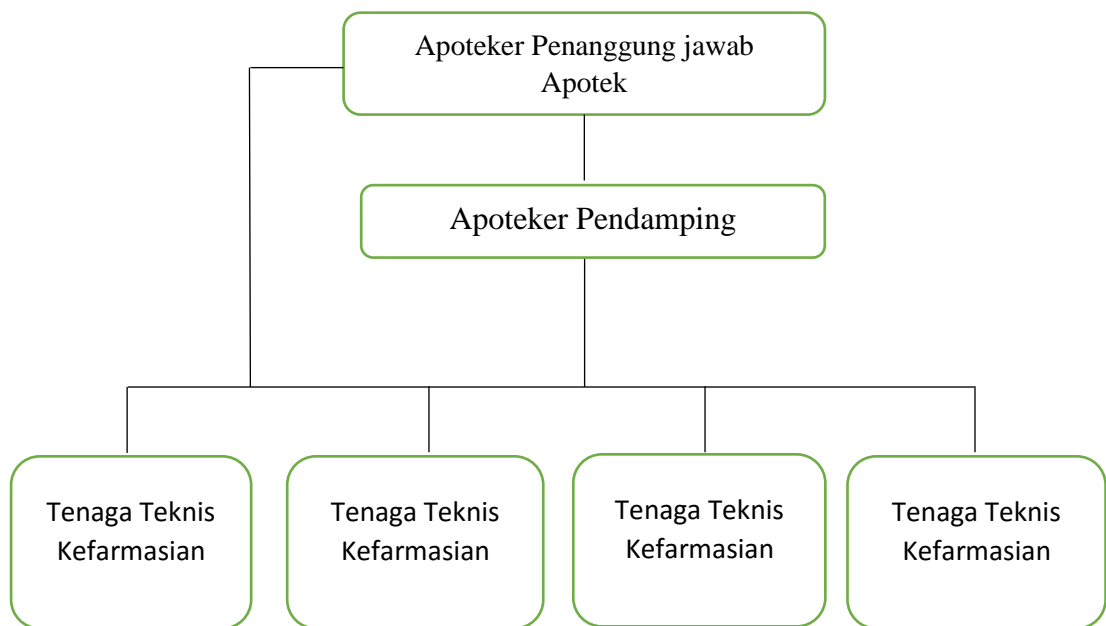 Apoteker Penanggung jawab
Apotek
Apoteker Pendamping
Tenaga Teknis
Kefarmasian
Tenaga Teknis
Kefarmasian
Tenaga Teknis
Kefarmasian
Tenaga Teknis
Kefarmasian